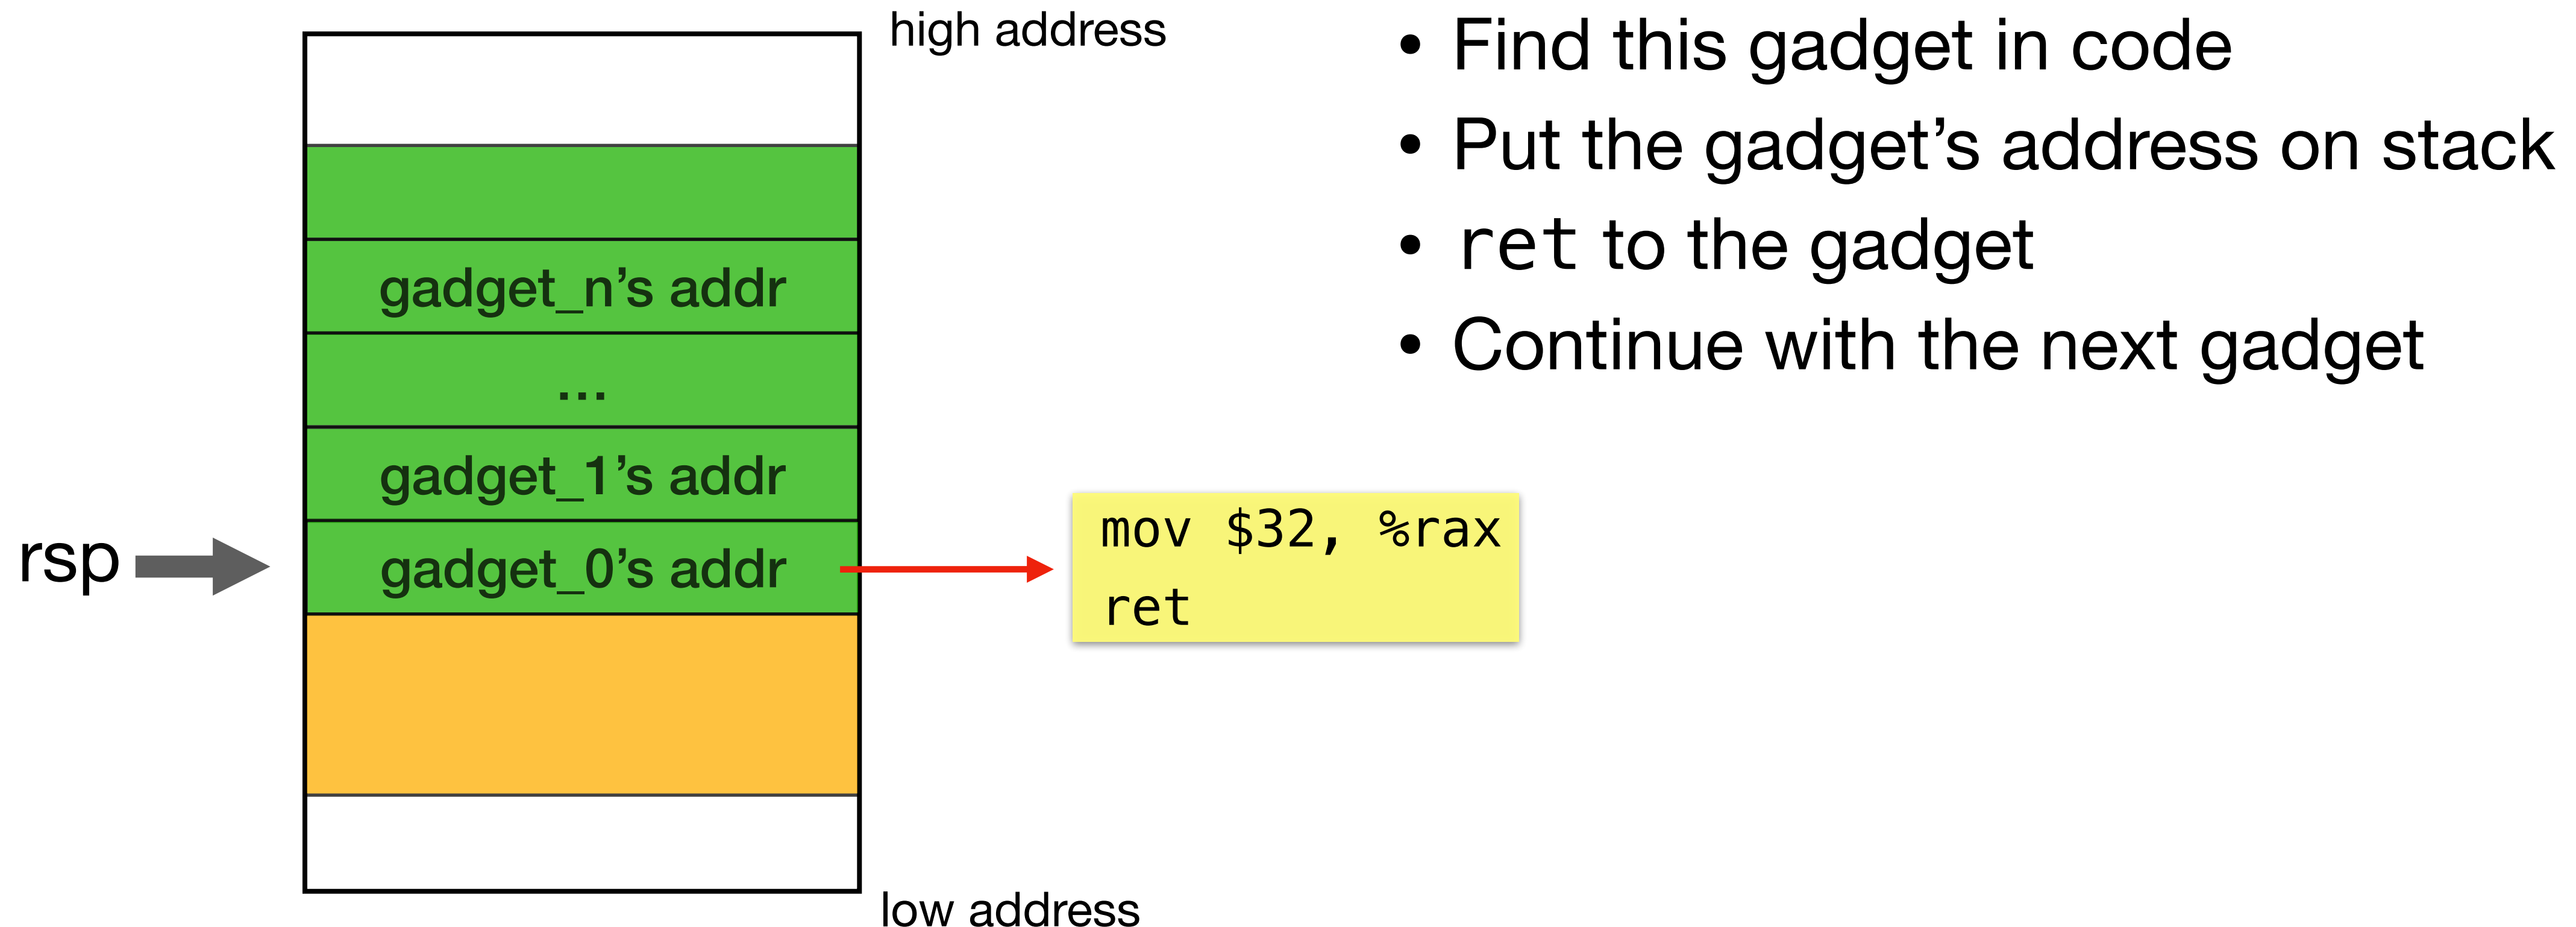 high address
gadget_n’s addr
...
gadget_1’s addr
rsp
gadget_0’s addr
low address
mov $32, %rax
ret
• Find this gadget in code
• Put the gadget’s address on stack
• ret to the gadget
• Continue with the next gadget